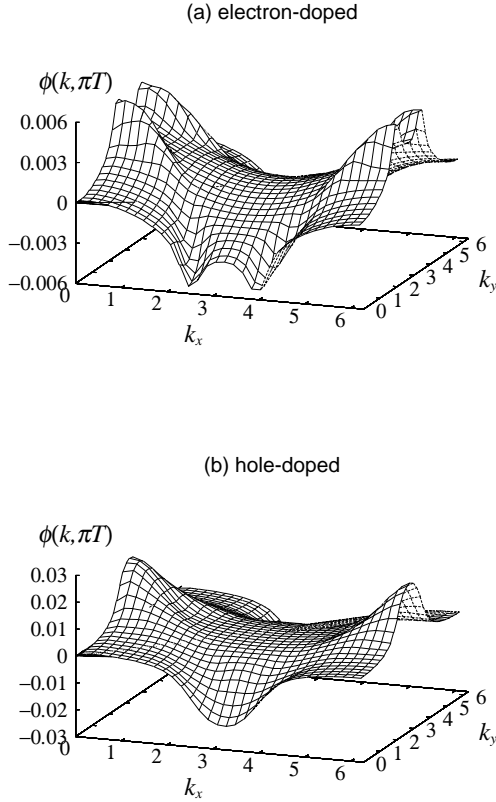 (a) electron-doped
ϕ(k,πT)
0.006
0.003
0
−0.003
−0.006
0 1 2 3 4 5 6
k_x
0 1 2 3 4 5 6
k_y
(b) hole-doped
ϕ(k,πT)
0.03
0.02
0.01
0
−0.01
−0.02
−0.03
0 1 2 3 4 5 6
k_x
0 1 2 3 4 5 6
k_y